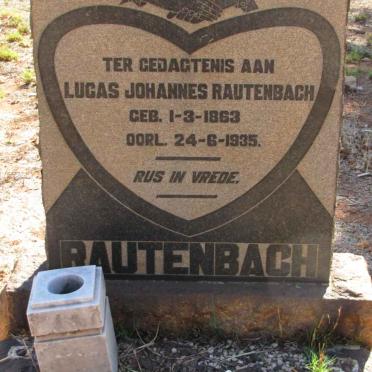 TER GEDAGTENIS AAN
LUCAS JOHANNES RAUTENBACH
GEB. 1-3-1863
OORL. 24-6-1935.
RUS IN VREDE.
RAUTENBACH